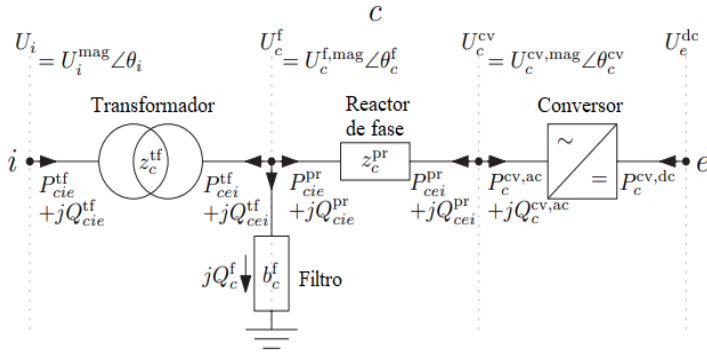 c
U_i U_c^f U_c^cv U_e^dc
= U_i^mag∠θ_i = U_c^f,mag∠θ_c^f = U_c^cv,mag∠θ_c^cv
Transformador Reactor Conversor
de fase
i z_c^tf z_c^pr ~ = e
P_cie^tf P_cei^tf P_cie^pr P_cei^pr P_c^cv,ac P_c^cv,dc
+jQ_cie^tf +jQ_cei^tf +jQ_cie^pr +jQ_cei^pr +jQ_c^cv,ac
jQ_c^f b_c^f Filtro